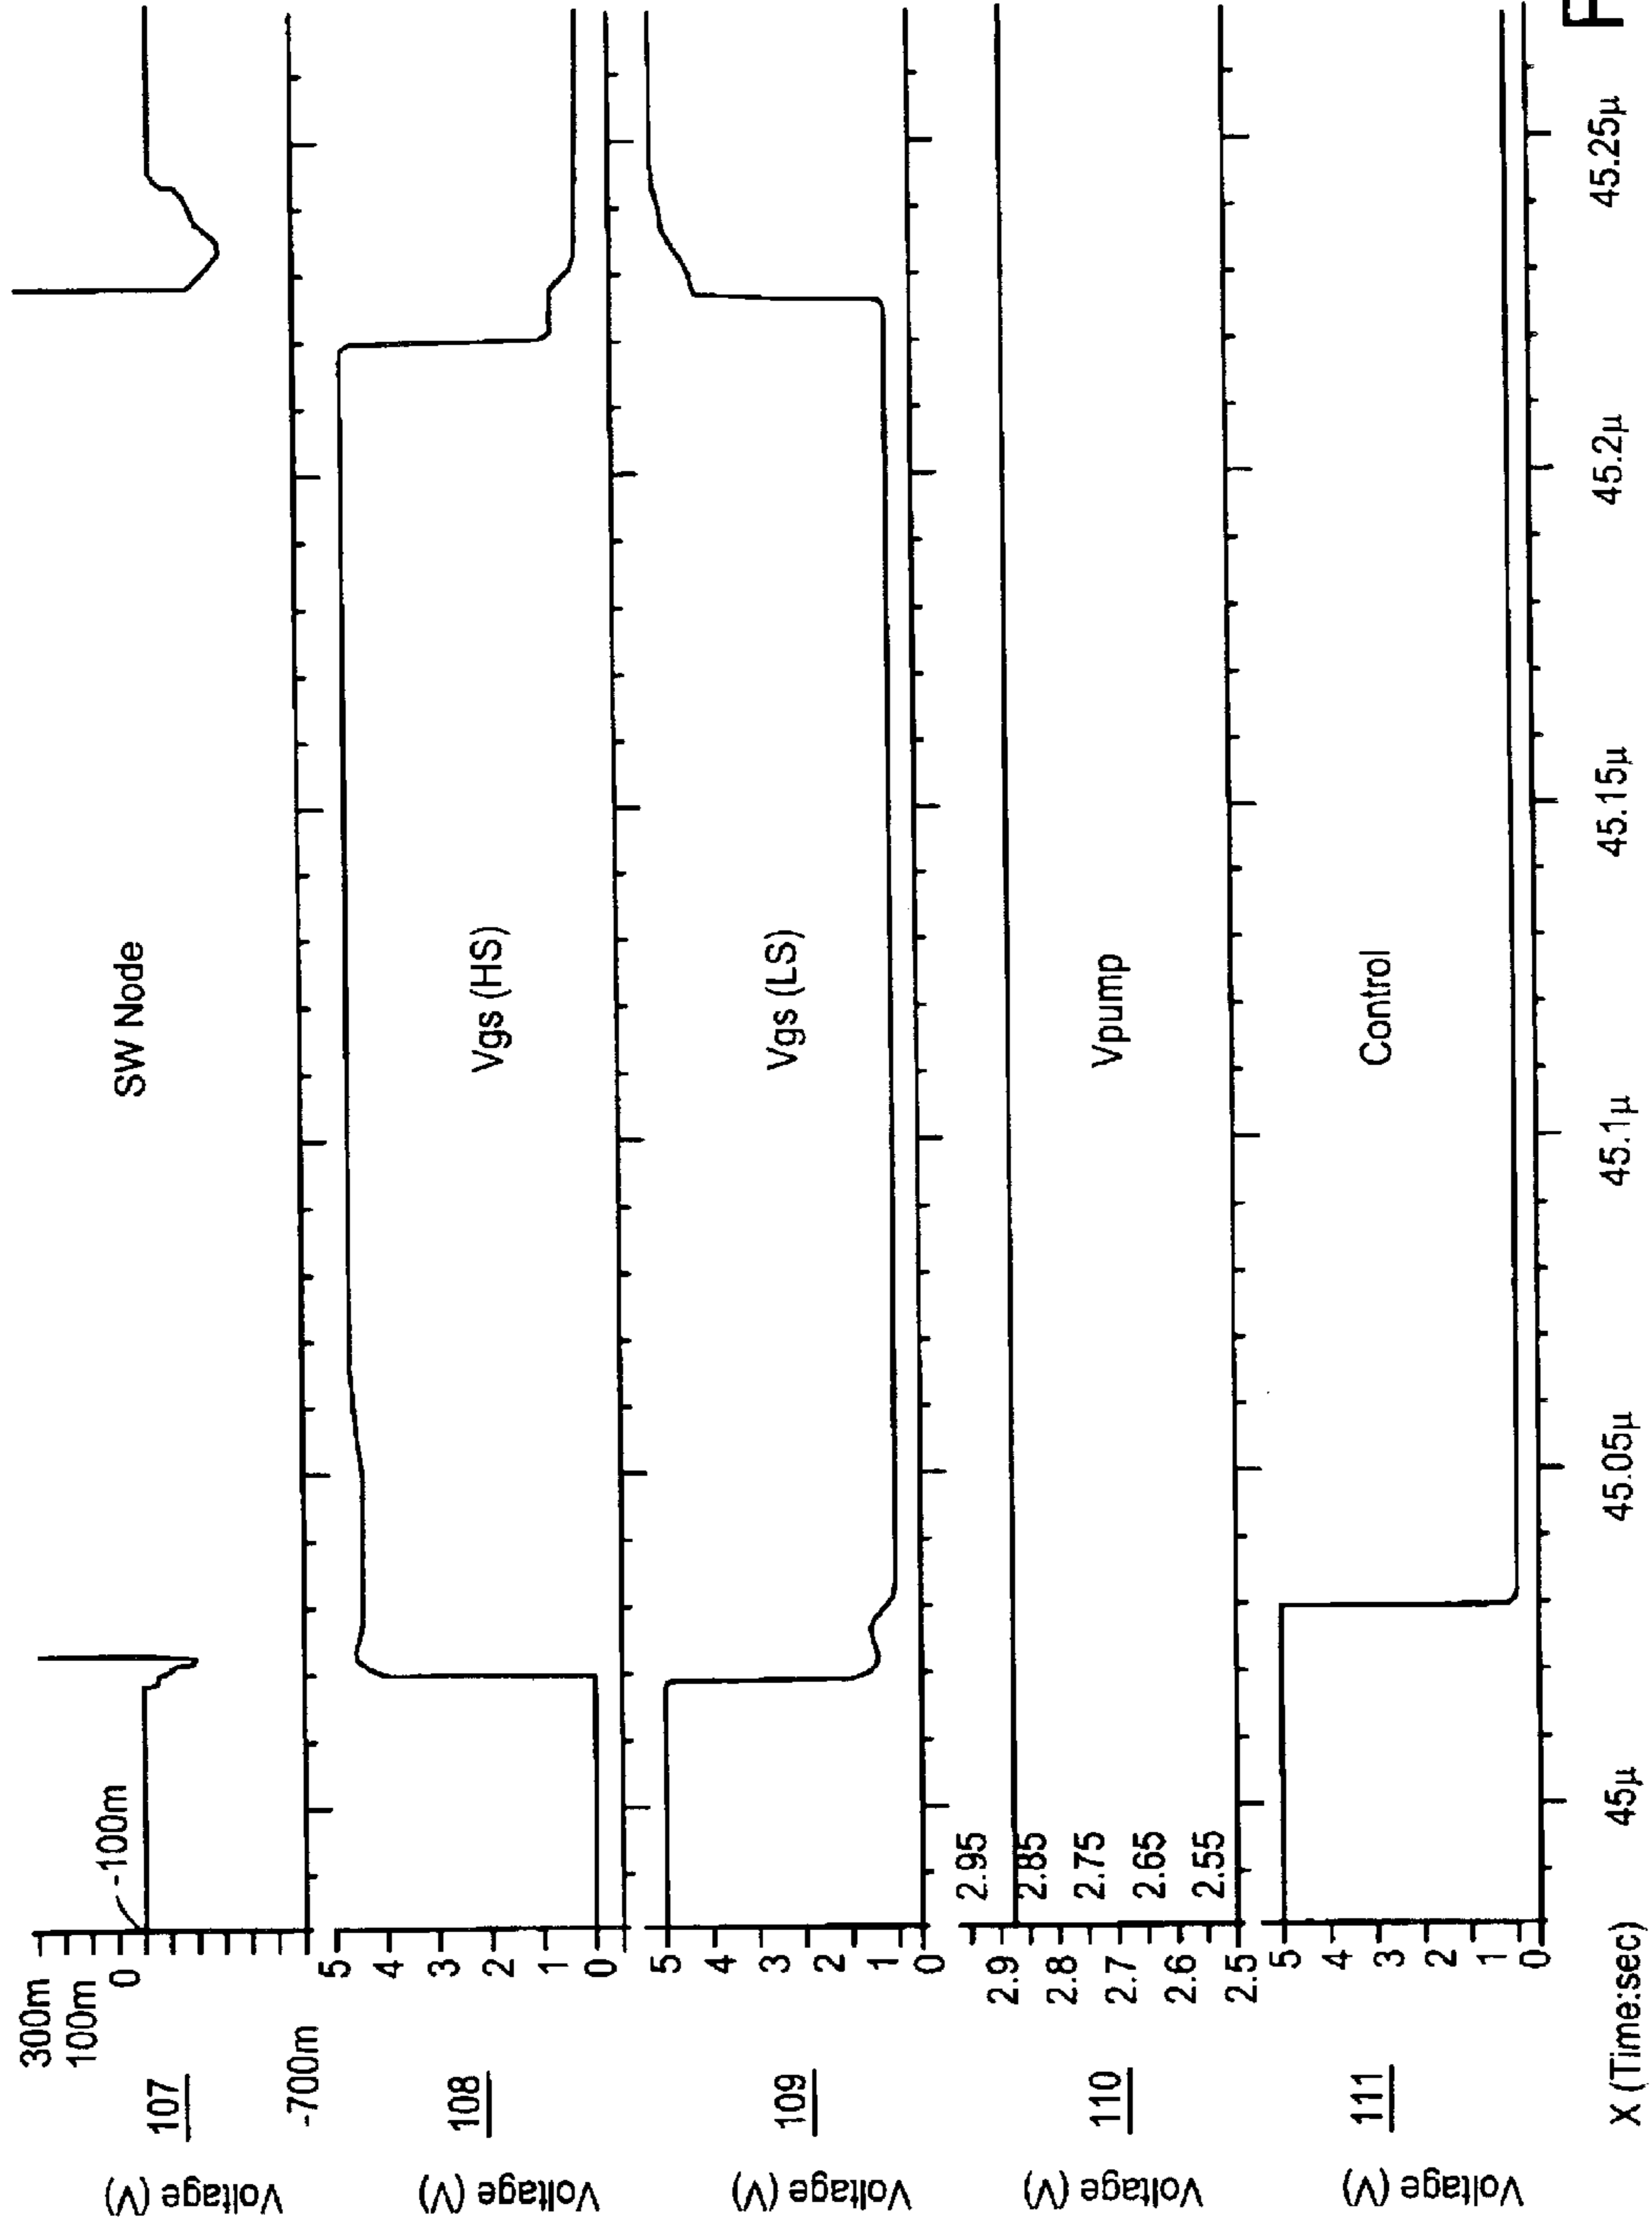 300m
100m
0
-100m
-700m
107
Voltage (V)
SW Node
5
4
3
2
1
0
108
Voltage (V)
Vgs (HS)
5
4
3
2
1
0
109
Voltage (V)
Vgs (LS)
2.95
2.9
2.85
2.8
2.75
2.7
2.65
2.6
2.55
2.5
110
Voltage (V)
Vpump
5
4
3
2
1
0
111
Voltage (V)
Control
X (Time:sec) 45µ 45.05µ 45.1µ 45.15µ 45.2µ 45.25µ